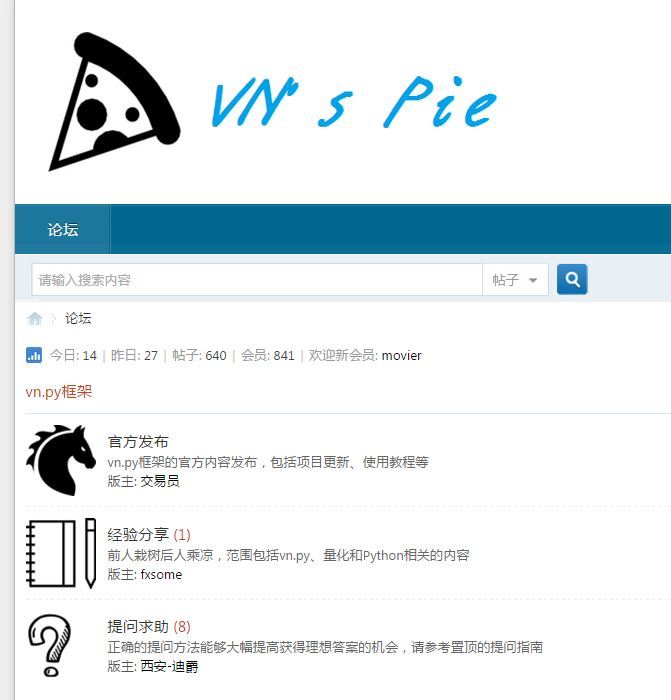 VN's Pie
论坛
请输入搜索内容 帖子
论坛
今日: 14 | 昨日: 27 | 帖子: 640 | 会员: 841 | 欢迎新会员: movier
vn.py框架
官方发布
vn.py框架的官方内容发布，包括项目更新、使用教程等
版主: 交易员
经验分享 (1)
前人栽树后人乘凉，范围包括vn.py、量化和Python相关的内容
版主: fxsome
提问求助 (8)
正确的提问方法能够大幅提高获得理想答案的机会，请参考置顶的提问指南
版主: 西安-迪爵